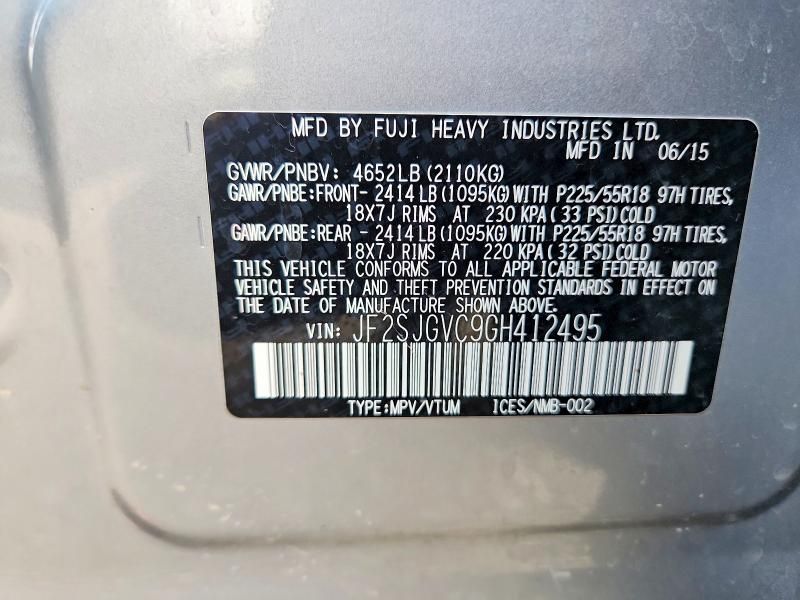 MFD BY FUJI HEAVY INDUSTRIES LTD.
MFD IN 06/15
GVWR/PNBV: 4652LB (2110KG)
GAWR/PNBE:FRONT- 2414LB (1095KG) WITH P225/55R18 97H TIRES,
18X7J RIMS AT 230 KPA (33 PSI) COLD
GAWR/PNBE:REAR - 2414LB (1095KG) WITH P225/55R18 97H TIRES,
18X7J RIMS AT 220 KPA (32 PSI) COLD
THIS VEHICLE CONFORMS TO ALL APPLICABLE FEDERAL MOTOR
VEHICLE SAFETY AND THEFT PREVENTION STANDARDS IN EFFECT ON
THE DATE OF MANUFACTURE SHOWN ABOVE.
VIN: JF2SJGVC9GH412495
TYPE:MPV/VTUM ICES/NMB-002